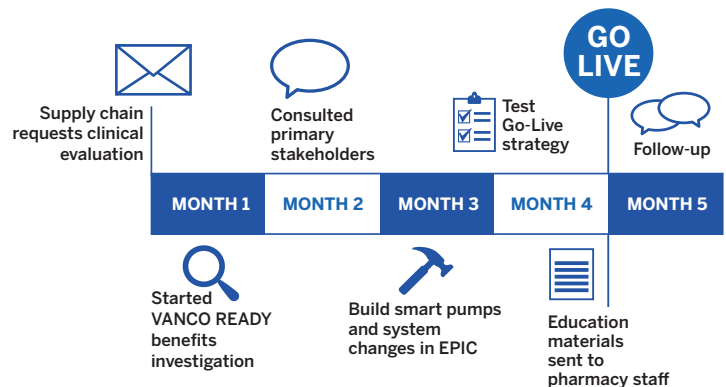 GO
LIVE
Supply chain
requests clinical
evaluation
Consulted
primary
stakeholders
Test
Go-Live
strategy
Follow-up
MONTH 1
MONTH 2
MONTH 3
MONTH 4
MONTH 5
Started
VANCO READY
benefits
investigation
Build smart pumps
and system
changes in EPIC
Education
materials
sent to
pharmacy staff